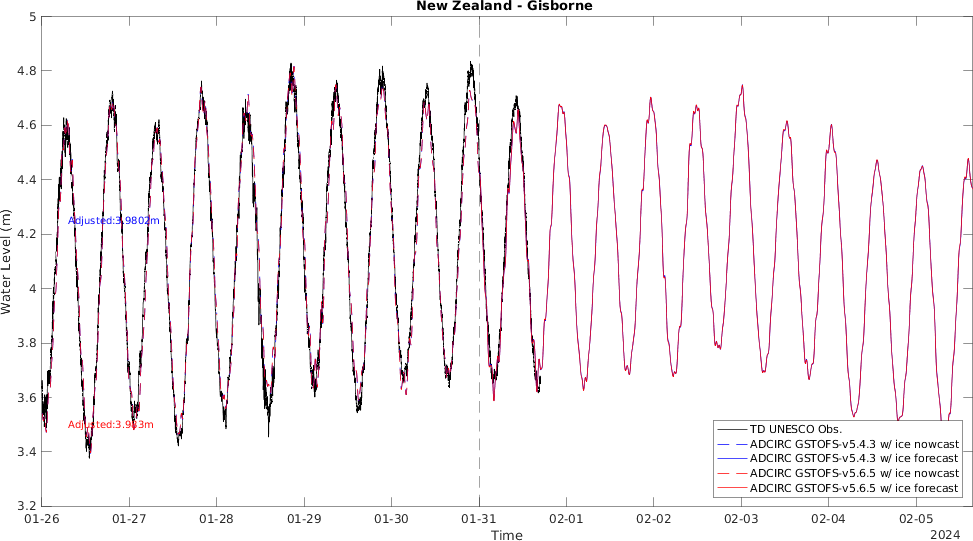 New Zealand - Gisborne
5
4.8
4.6
4.4
4.2
4
3.8
3.6
3.4
3.2
Water Level (m)
Adjusted:3.9802m
Adjusted:3.983m
TD UNESCO Obs.
ADCIRC GSTOFS-v5.4.3 w/ ice nowcast
ADCIRC GSTOFS-v5.4.3 w/ ice forecast
ADCIRC GSTOFS-v5.6.5 w/ ice nowcast
ADCIRC GSTOFS-v5.6.5 w/ ice forecast
01-26 01-27 01-28 01-29 01-30 01-31 02-01 02-02 02-03 02-04 02-05
Time
2024